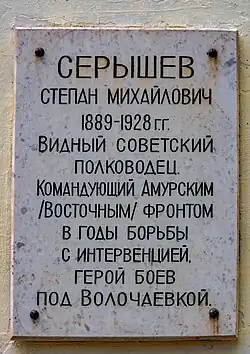 СЕРЫШЕВ
СТЕПАН МИХАЙЛОВИЧ
1889-1928 ГГ.
ВИДНЫЙ СОВЕТСКИЙ
ПОЛКОВОДЕЦ.
КОМАНДУЮЩИЙ АМУРСКИМ
/ВОСТОЧНЫМ/ ФРОНТОМ
В ГОДЫ БОРЬБЫ
С ИНТЕРВЕНЦИЕЙ,
ГЕРОЙ БОЕВ
ПОД ВОЛОЧАЕВКОЙ.